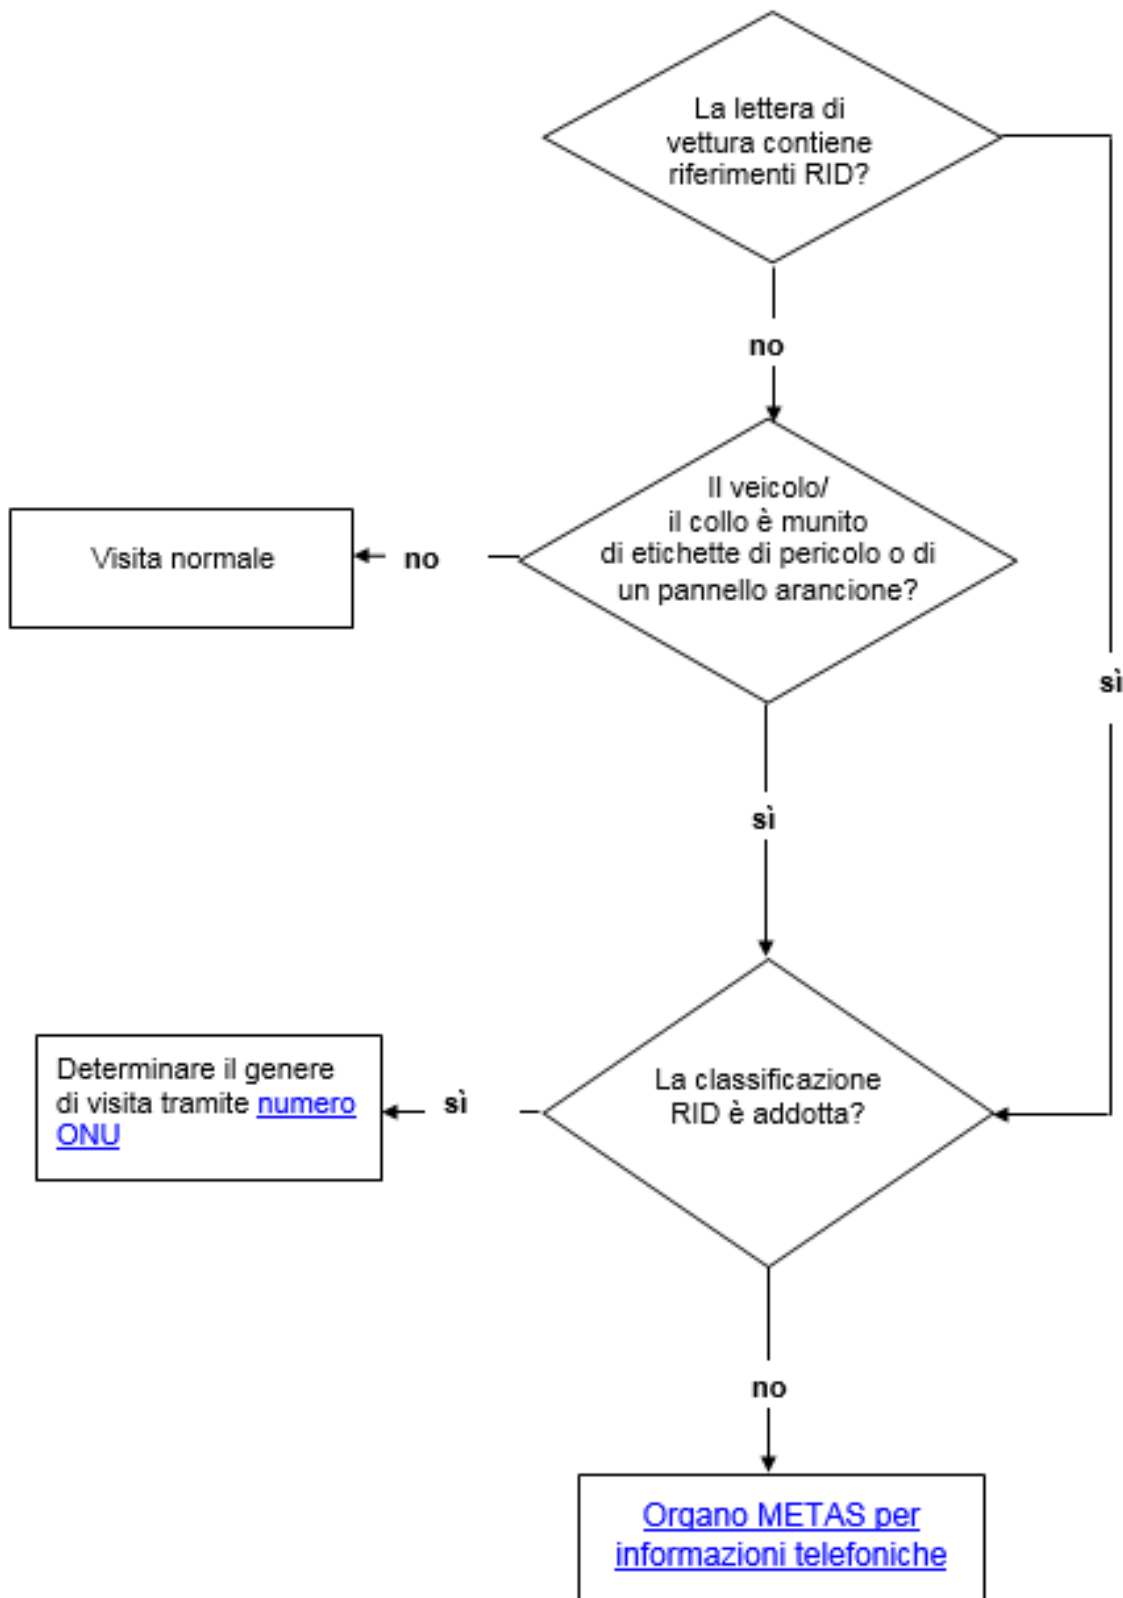 La lettera di
vettura contiene
riferimenti RID?
no
Il veicolo/
il collo è munito
di etichette di pericolo o di
un pannello arancione?
no
Visita normale
sì
sì
La classificazione
RID è addotta?
sì
Determinare il genere
di visita tramite numero
ONU
no
Organo METAS per
informazioni telefoniche